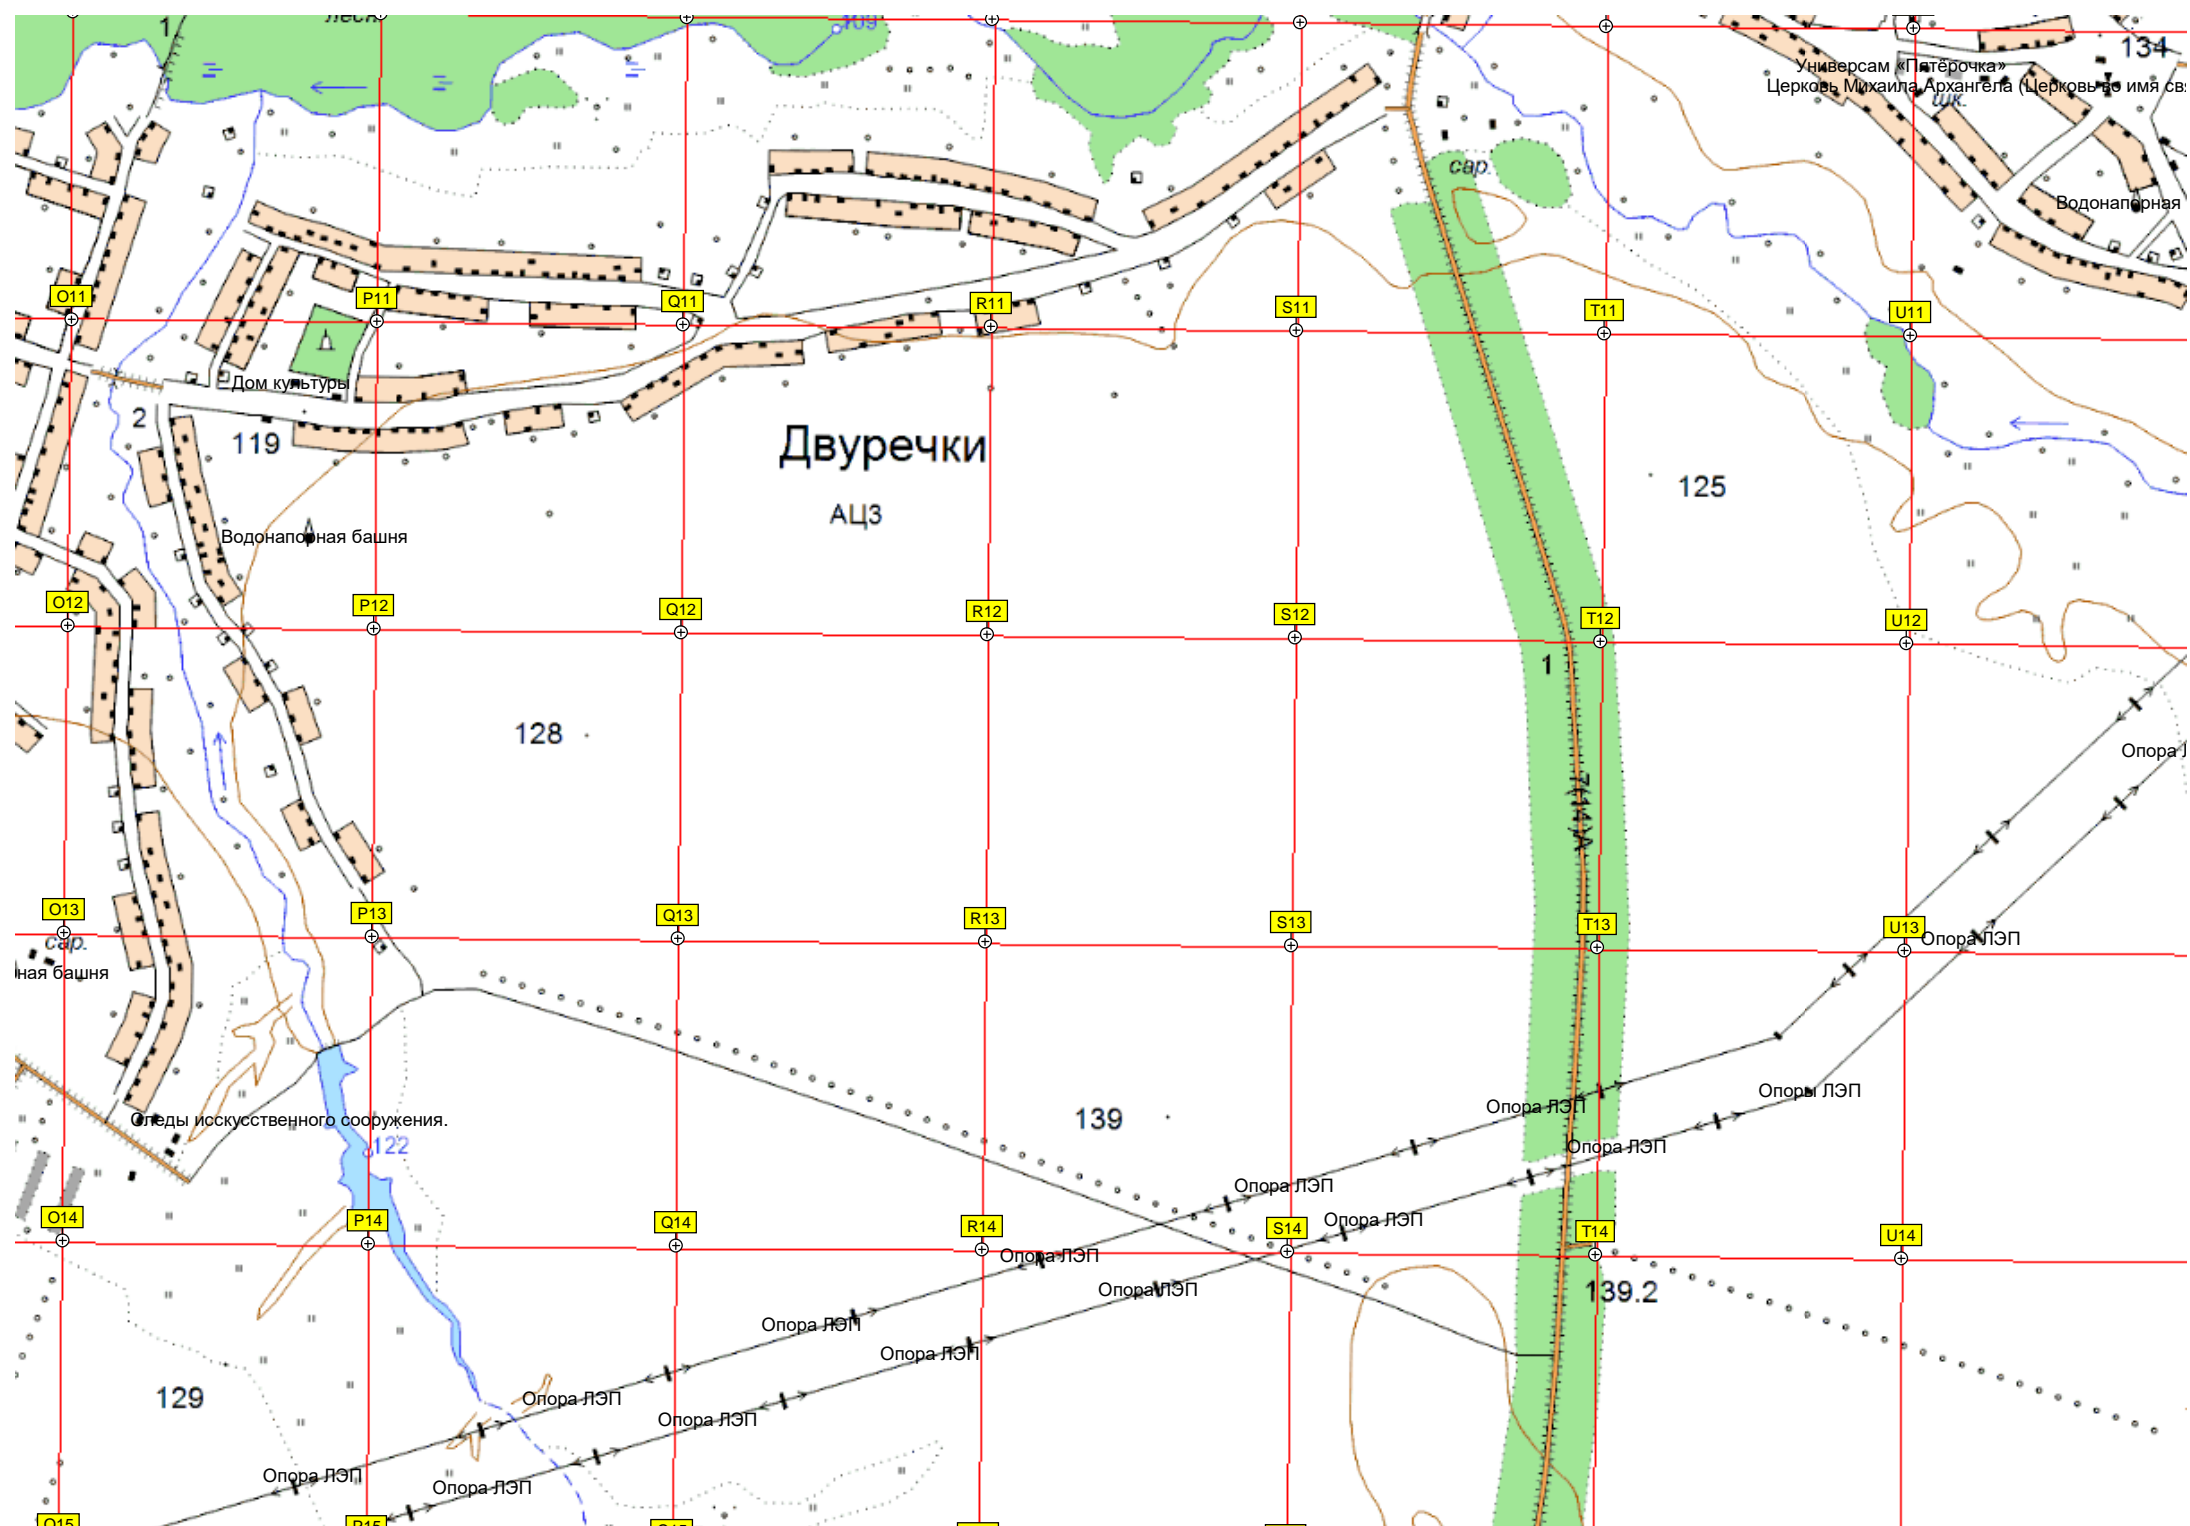 1
лесн.
109
134
Универсам «Пятёрочка»
Церковь Михаила Архангела (Церковь во имя свя
шк.
сар.
Водонапорная
O11
P11
Q11
R11
S11
T11
U11
Дом культуры
2
119
Двуречки
АЦЗ
125
Водонапорная башня
O12
P12
Q12
R12
S12
T12
U12
1
128
Опора Л
O13
P13
Q13
R13
S13
T13
U13
Опора ЛЭП
сар.
ная башня
Опоры ЛЭП
Опора ЛЭП
139
Следы исскусственного сооружения.
122
Опора ЛЭП
Опора ЛЭП
Опора ЛЭП
O14
P14
Q14
R14
S14
T14
U14
Опора ЛЭП
Опора ЛЭП
139.2
Опора ЛЭП
Опора ЛЭП
129
Опора ЛЭП
Опора ЛЭП
Опора ЛЭП
Опора ЛЭП
O15
P15